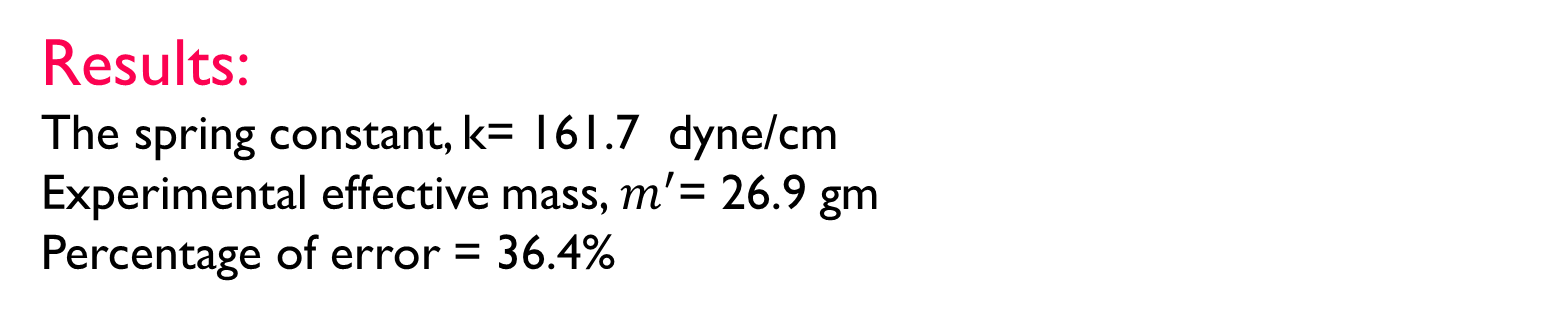 Results:
The spring constant, k= 161.7 dyne/cm
Experimental effective mass, 𝑚′= 26.9 gm
Percentage of error = 36.4%